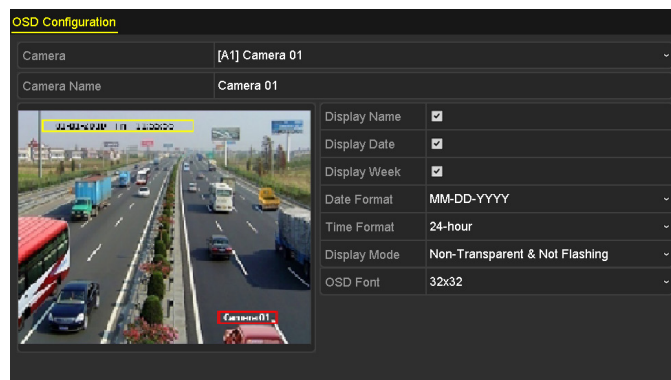 OSD Configuration
Camera [A1] Camera 01
Camera Name Camera 01
Display Name
Display Date
Display Week
Date Format MM-DD-YYYY
Time Format 24-hour
Display Mode Non-Transparent & Not Flashing
OSD Font 32x32
Camera 01